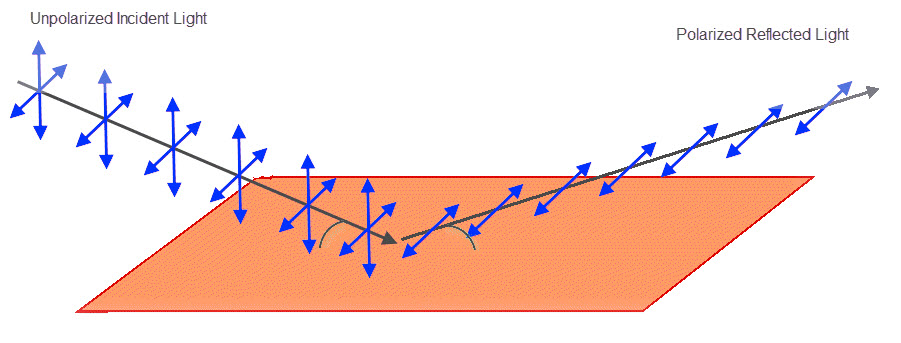 Unpolarized Incident Light
Polarized Reflected Light